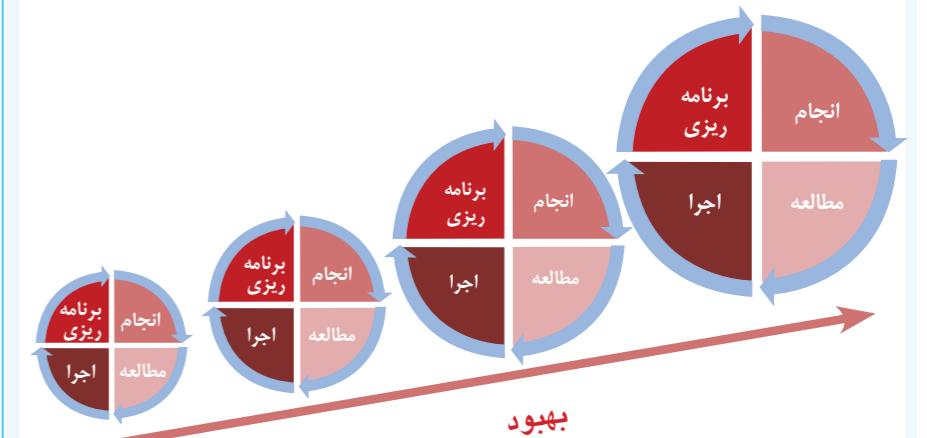 برنامه
ریزی
انجام
مطالعه
اجرا
برنامه
ریزی
انجام
مطالعه
اجرا
برنامه
ریزی
انجام
مطالعه
اجرا
برنامه
ریزی
انجام
مطالعه
اجرا
بهبود